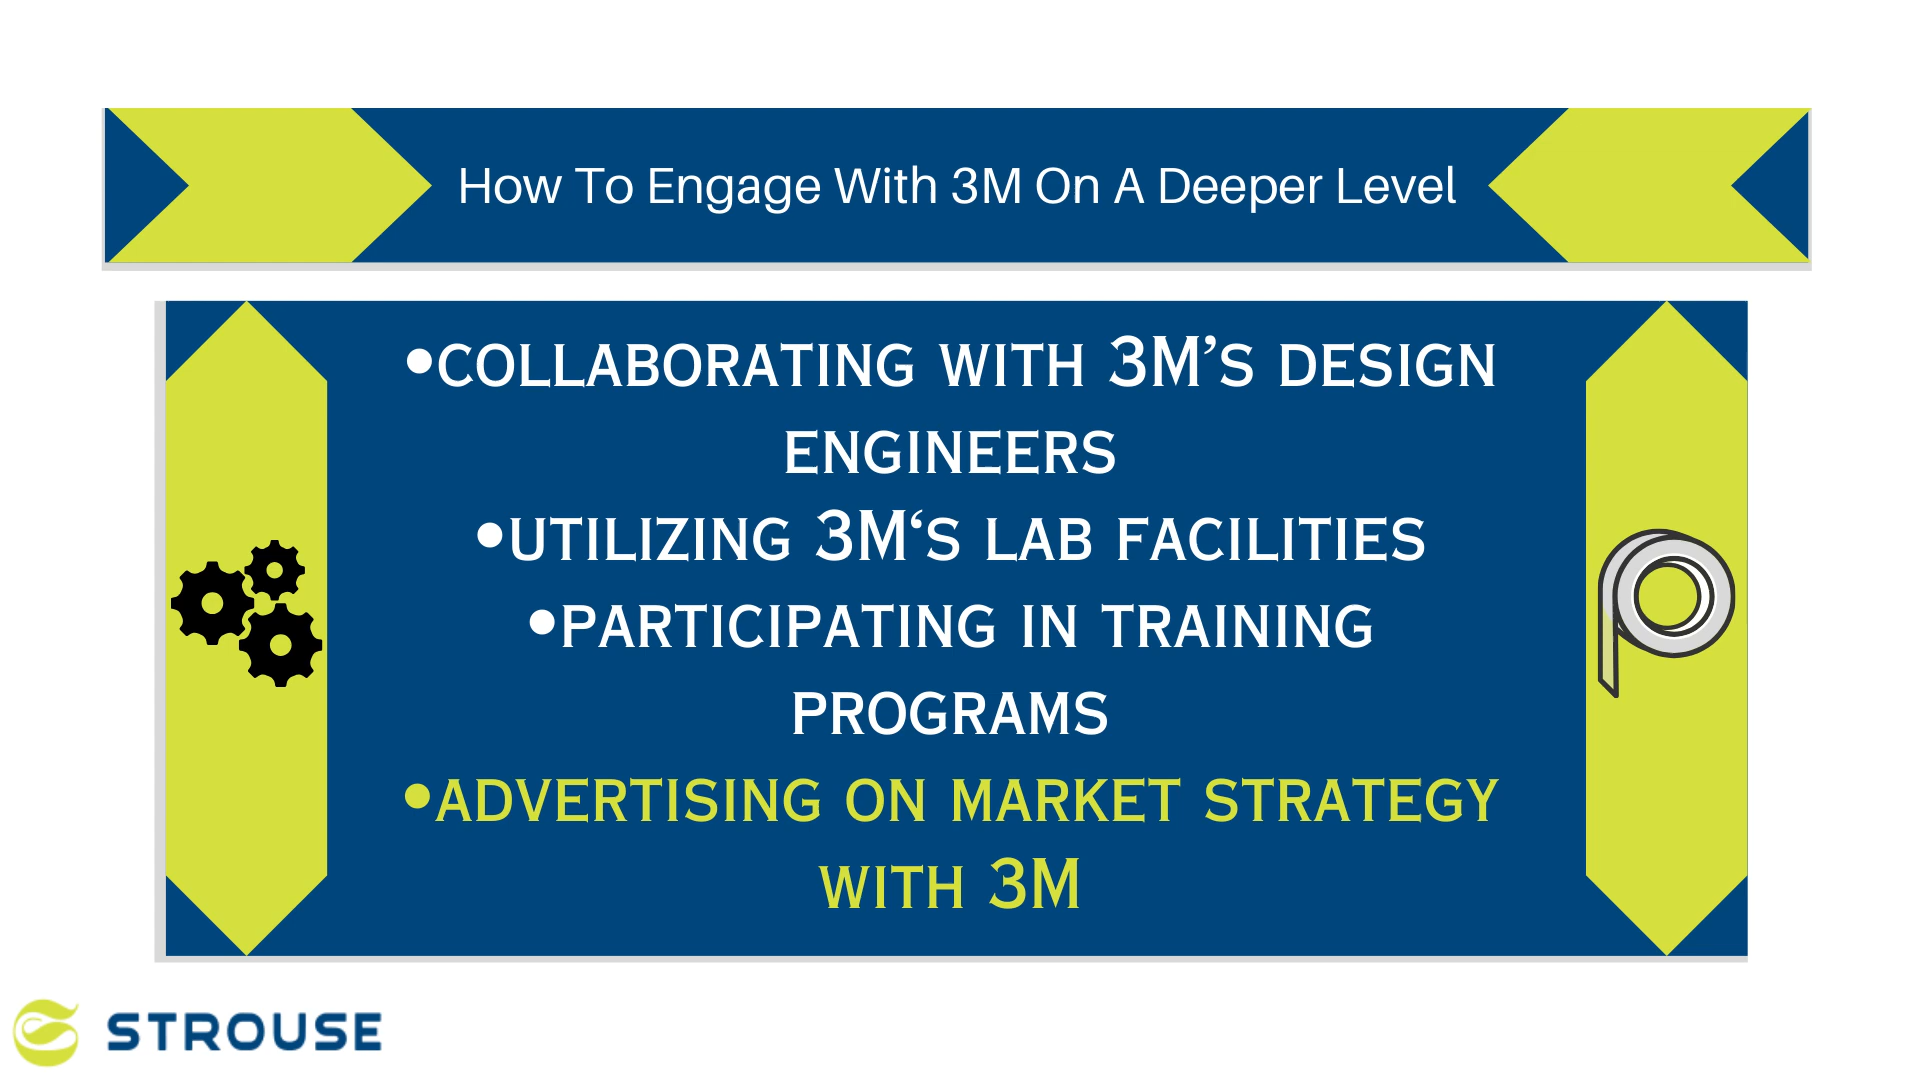 How To Engage With 3M On A Deeper Level
•COLLABORATING WITH 3M’S DESIGN
ENGINEERS
•UTILIZING 3M‘S LAB FACILITIES
•PARTICIPATING IN TRAINING
PROGRAMS
•ADVERTISING ON MARKET STRATEGY
WITH 3M
STROUSE